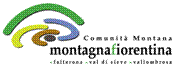 Comunità Montana
montagnafiorentina
falterona - val di sieve - vallombrosa